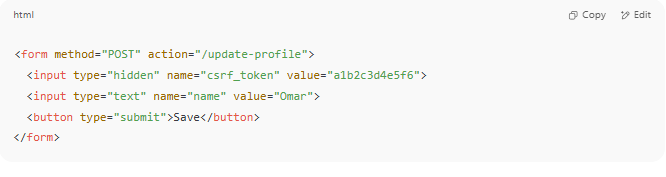 html
Copy
Edit
<form method="POST" action="/update-profile">
  <input type="hidden" name="csrf_token" value="a1b2c3d4e5f6">
  <input type="text" name="name" value="Omar">
  <button type="submit">Save</button>
</form>